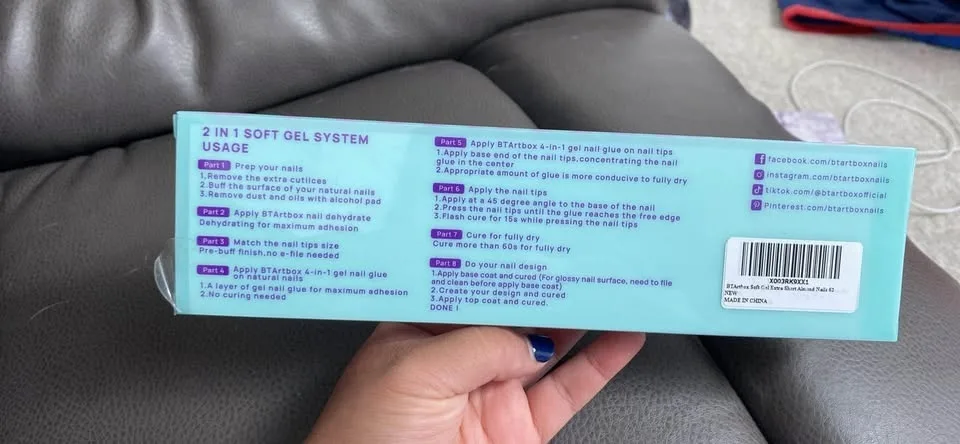 2 IN 1 SOFT GEL SYSTEM
USAGE
Part 1 Prep your nails
1.Remove the extra cutilces
2.Buff the surface of your natural nails
3.Remove dust and oils with alcohol pad
Part 2 Apply BTArtbox nail dehydrate
Dehydrating for maximum adhesion
Part 3 Match the nail tips size
Pre-buff finish,no e-file needed
Part 4 Apply BTArtbox 4-in-1 gel nail glue
on natural nails
1.A layer of gel nail glue for maximum adhesion
2.No curing needed
Part 5 Apply BTArtbox 4-in-1 gel nail glue on nail tips
1.Apply base end of the nail tips,concentrating the nail
glue in the center
2.Appropriate amount of glue is more conducive to fully dry
Part 6 Apply the nail tips
1.Apply at a 45 degree angle to the base of the nail
2.Press the nail tips until the glue reaches the free edge
3.Flash cure for 15s while pressing the nail tips
Part 7 Cure for fully dry
Cure more than 60s for fully dry
Part 8 Do your nail design
1.Apply base coat and cured (For glossy nail surface, need to file
and clean before apply base coat)
2.Create your design and cured
3.Apply top coat and cured.
DONE !
facebook.com/btartboxnails
instagram.com/btartboxnails
tiktok.com/@btartboxofficial
Pinterest.com/btartboxnails
X003RK9XX1
BTArtbox Soft Gel Extra Short Almond Nails 62
NEW
MADE IN CHINA